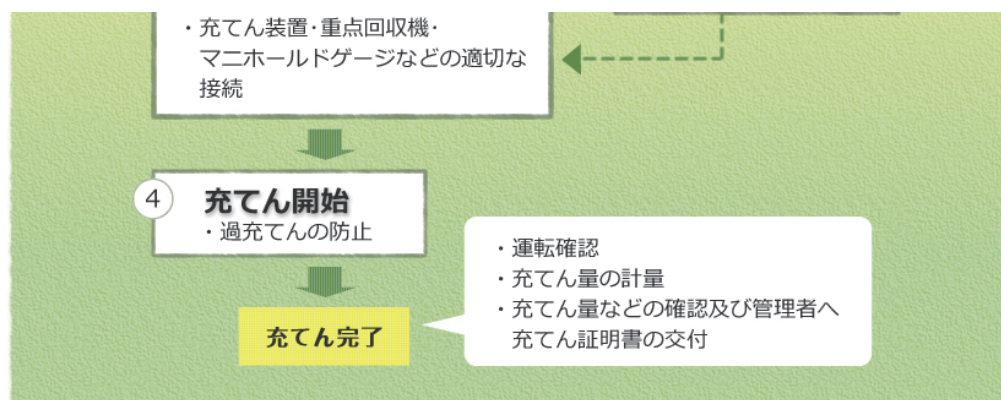 ・充てん装置・重点回収機・
マニホールドゲージなどの適切な
接続
4
充てん開始
・過充てんの防止
・運転確認
・充てん量の計量
・充てん量などの確認及び管理者へ
充てん証明書の交付
充てん完了